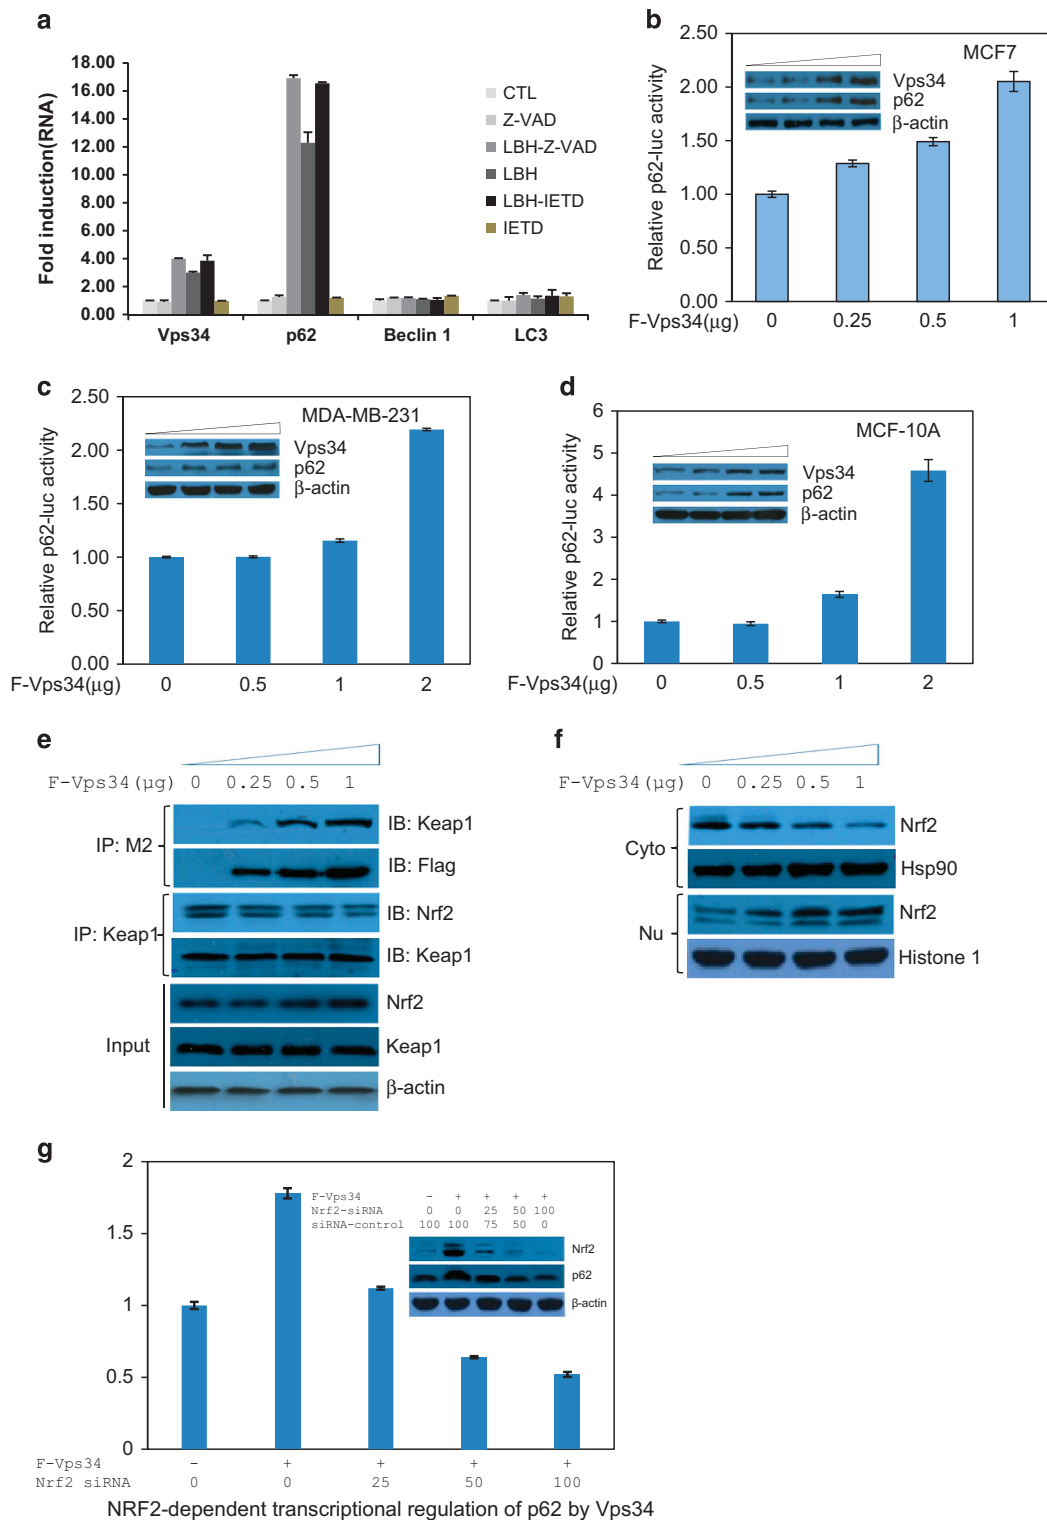 a
Fold induction(RNA)
18.00
16.00
14.00
12.00
10.00
8.00
6.00
4.00
2.00
0.00
Vps34 p62 Beclin 1 LC3
CTL
Z-VAD
LBH-Z-VAD
LBH
LBH-IETD
IETD
b
Relative p62-luc activity
2.50
2.00
1.50
1.00
0.50
0.00
MCF7
Vps34
p62
β-actin
F-Vps34(μg) 0 0.25 0.5 1
c
Relative p62-luc activity
2.50
2.00
1.50
1.00
0.50
0.00
MDA-MB-231
Vps34
p62
β-actin
F-Vps34(μg) 0 0.5 1 2
d
Relative p62-luc activity
6
5
4
3
2
1
0
MCF-10A
Vps34
p62
β-actin
F-Vps34(μg) 0 0.5 1 2
e
F-Vps34(μg) 0 0.25 0.5 1
IP: M2
IB: Keap1
IB: Flag
IP: Keap1
IB: Nrf2
IB: Keap1
Input
Nrf2
Keap1
β-actin
f
F-Vps34(μg) 0 0.25 0.5 1
Cyto
Nrf2
Hsp90
Nu
Nrf2
Histone 1
g
2
1.5
1
0.5
0
F-Vps34 – + + + +
Nrf2-siRNA 0 0 25 50 100
siRNA-control 100 100 75 50 0
Nrf2
p62
β-actin
F-Vps34 – + + + +
Nrf2 siRNA 0 0 25 50 100
NRF2-dependent transcriptional regulation of p62 by Vps34